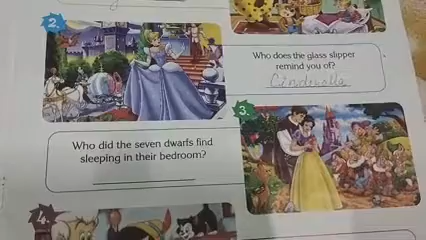 2.
Who does the glass slipper
remind you of?
Cinderella
3.
Who did the seven dwarfs find
sleeping in their bedroom?
4.